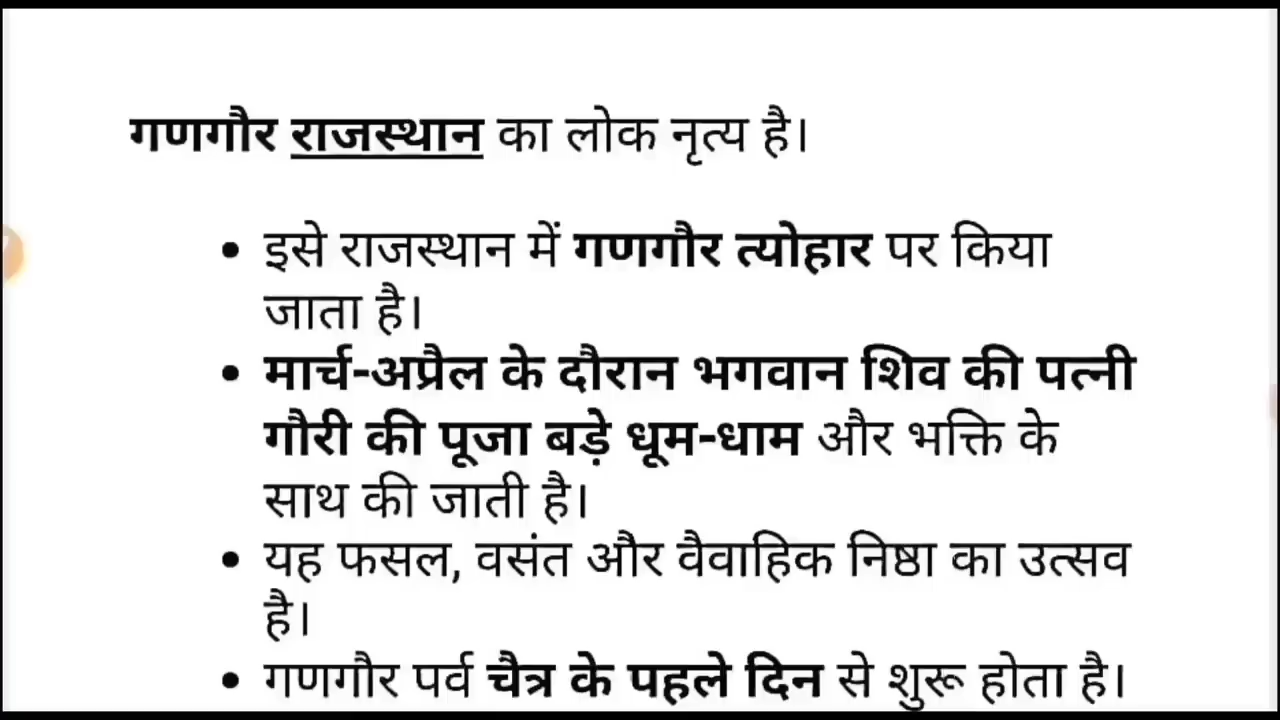 गणगौर राजस्थान का लोक नृत्य है।
• इसे राजस्थान में गणगौर त्योहार पर किया
जाता है।
• मार्च-अप्रैल के दौरान भगवान शिव की पत्नी
गौरी की पूजा बड़े धूम-धाम और भक्ति के
साथ की जाती है।
• यह फसल, वसंत और वैवाहिक निष्ठा का उत्सव
है।
• गणगौर पर्व चैत्र के पहले दिन से शुरू होता है।